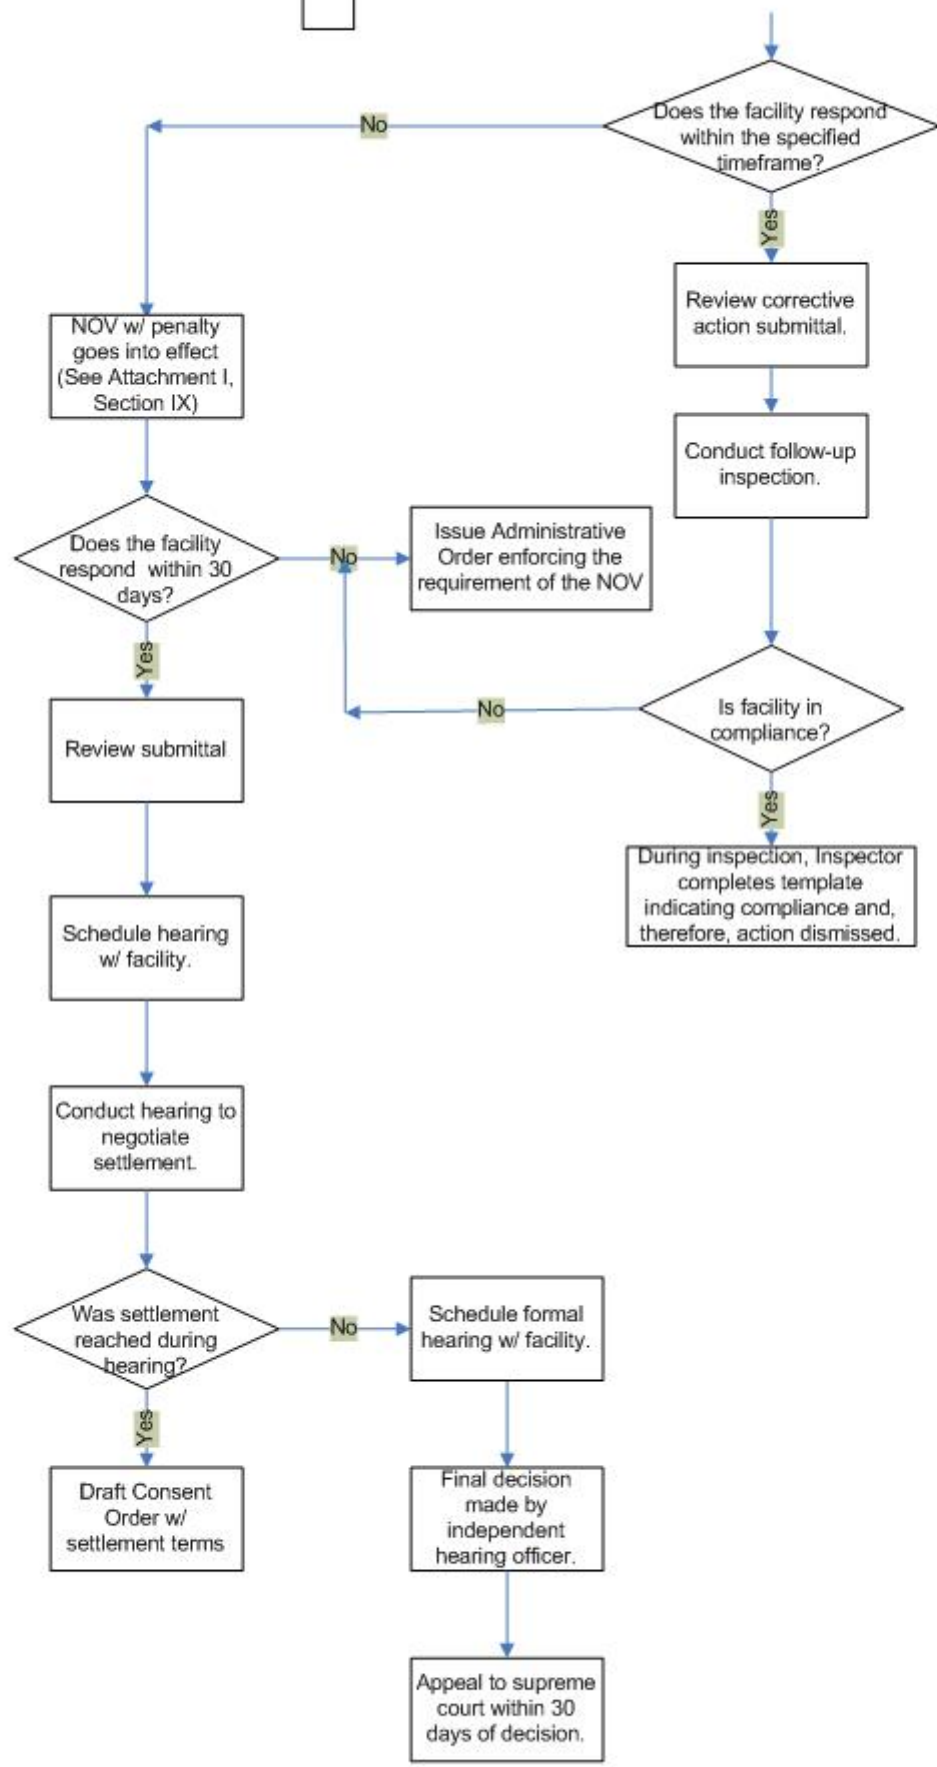 Does the facility respond
within the specified
timeframe?
No
Yes
Review corrective
action submittal.
NOV w/ penalty
goes into effect
(See Attachment I,
Section IX)
Conduct follow-up
inspection.
Does the facility
respond within 30
days?
No
Issue Administrative
Order enforcing the
requirement of the NOV
Yes
No
Is facility in
compliance?
Review submittal
Yes
During inspection, Inspector
completes template
indicating compliance and,
therefore, action dismissed.
Schedule hearing
w/ facility.
Conduct hearing to
negotiate
settlement.
Was settlement
reached during
hearing?
No
Schedule formal
hearing w/ facility.
Yes
Draft Consent
Order w/
settlement terms
Final decision
made by
independent
hearing officer.
Appeal to supreme
court within 30
days of decision.